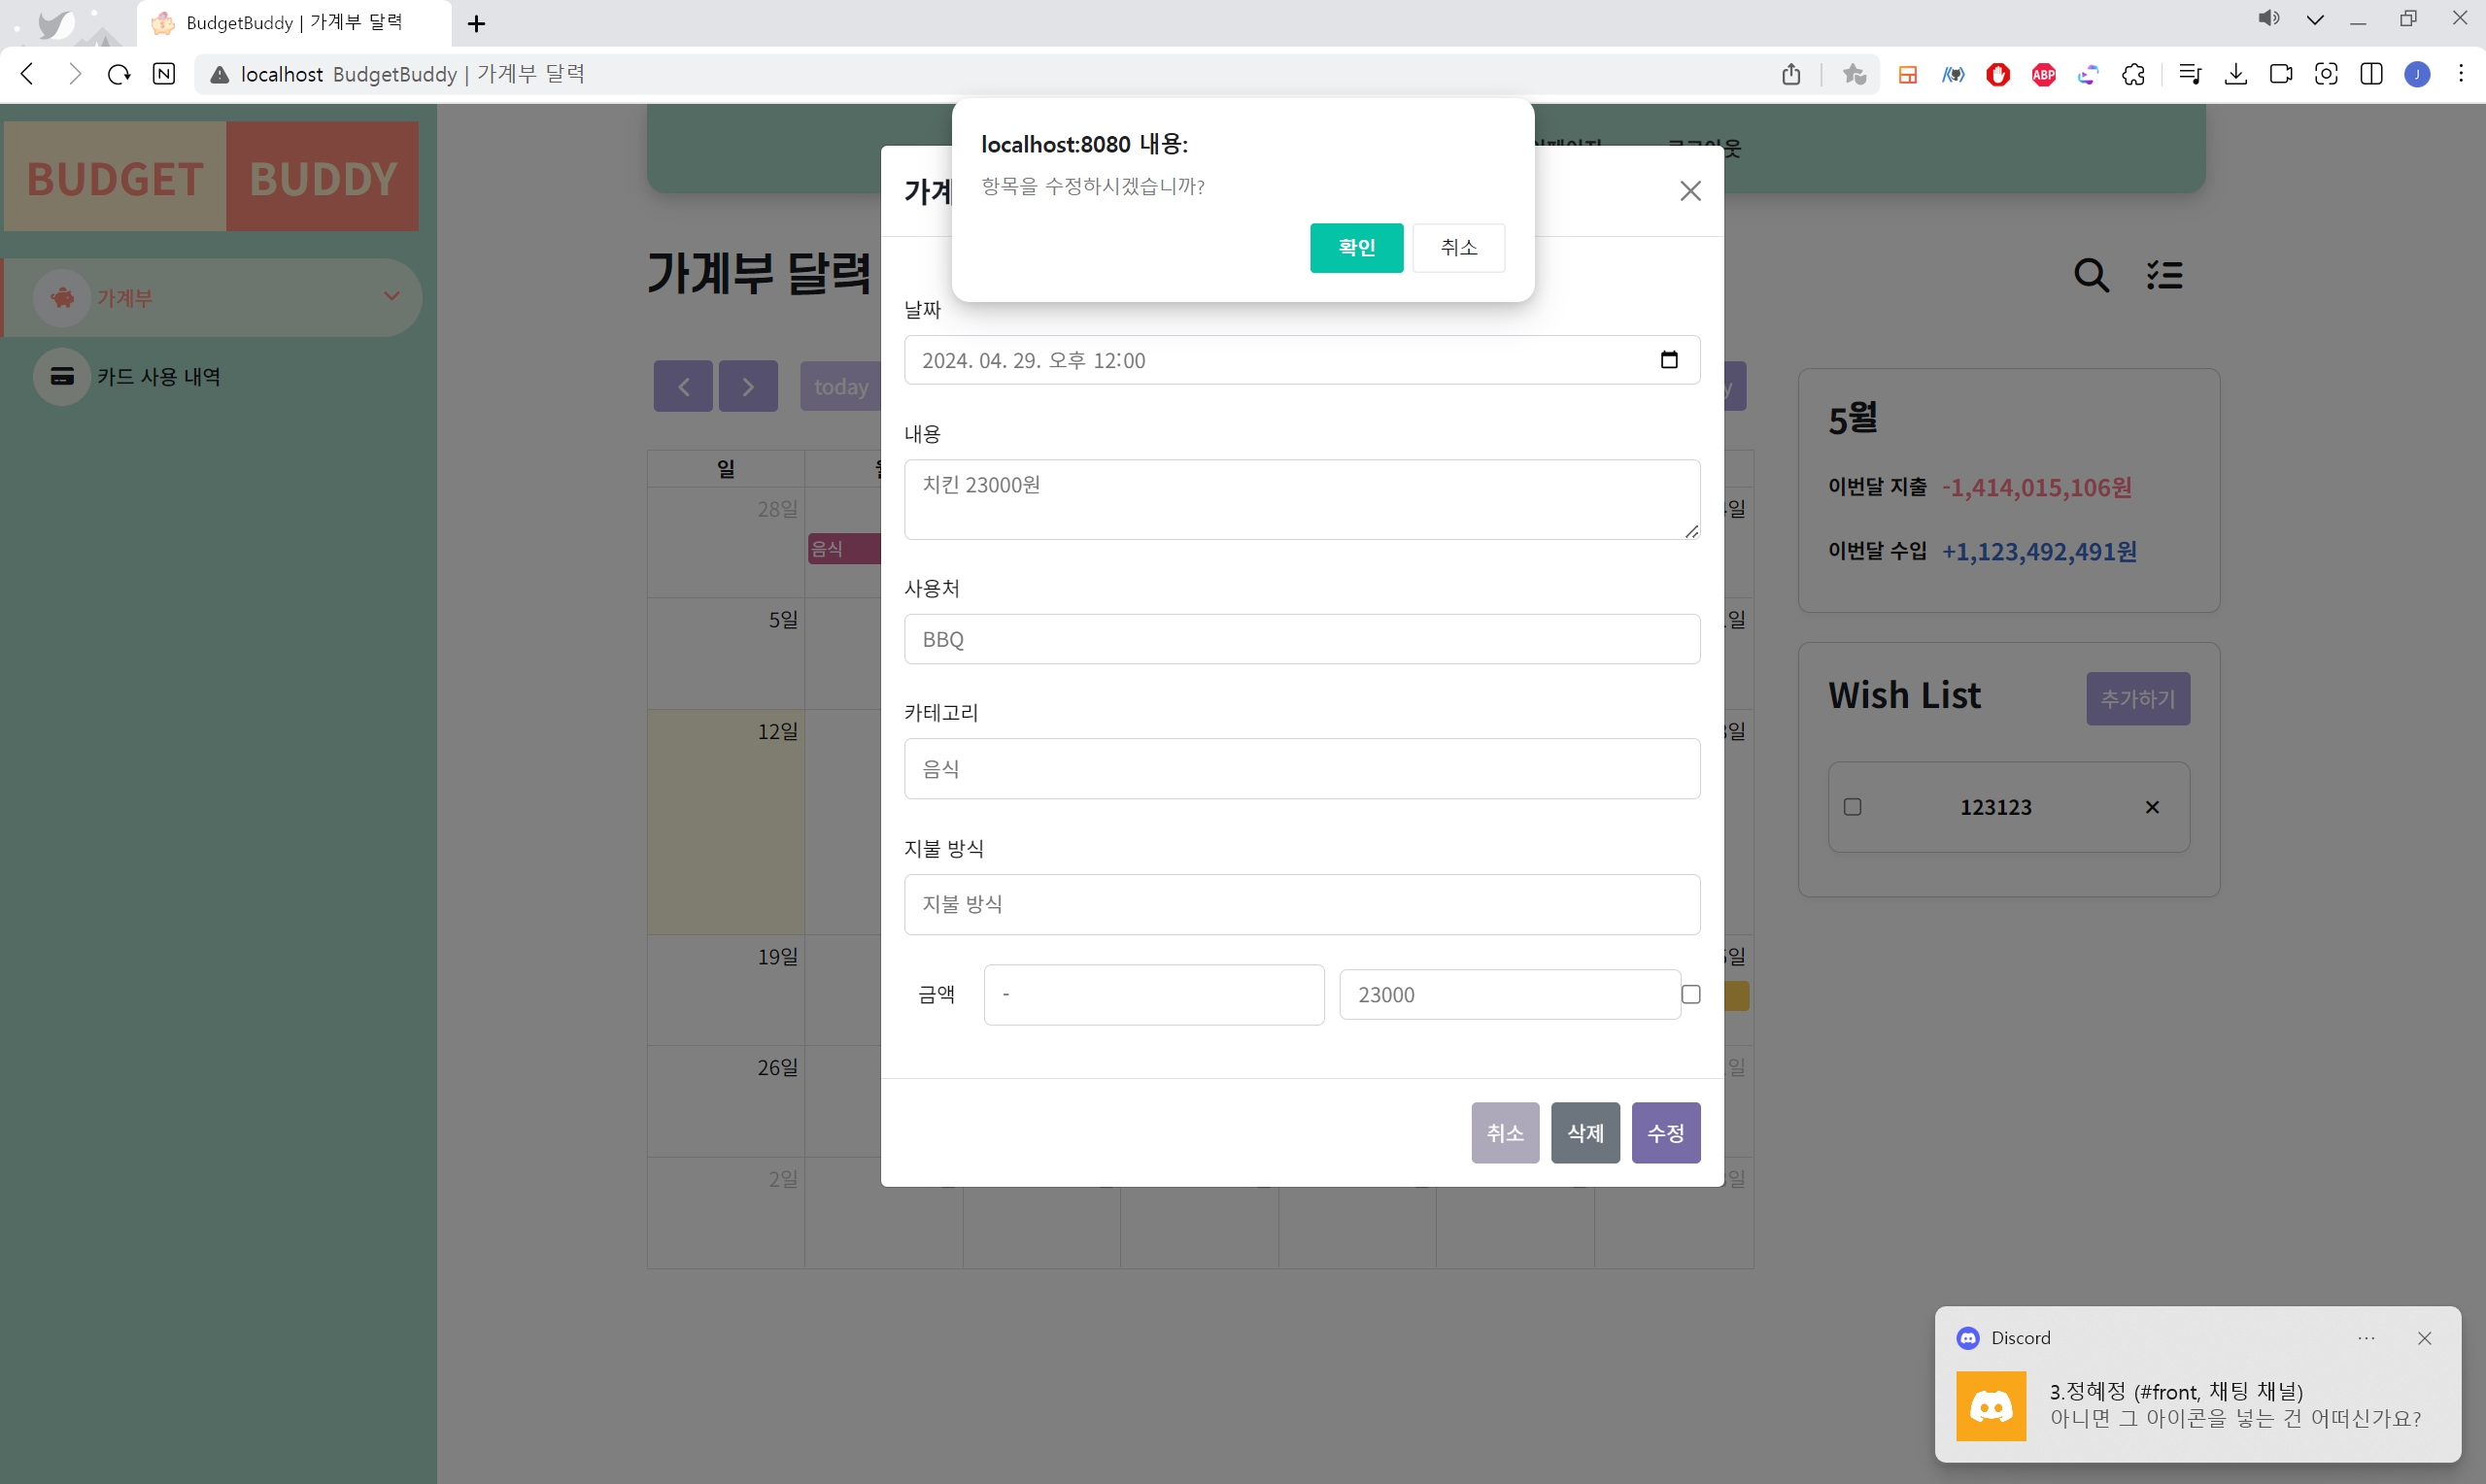 BudgetBuddy | 가계부 달력
localhost BudgetBuddy | 가계부 달력
ABP
J
BUDGET BUDDY
가계부
카드 사용 내역
localhost:8080 내용:
항목을 수정하시겠습니까?
확인 취소
가계부 달력
today
일
28일
음식
5일
12일
19일
26일
2일
날짜
2024. 04. 29. 오후 12:00
내용
치킨 23000원
사용처
BBQ
카테고리
음식
지불 방식
지불 방식
금액 - 23000
취소 삭제 수정
5월
이번달 지출 -1,414,015,106원
이번달 수입 +1,123,492,491원
Wish List 추가하기
123123
Discord
3.정혜정 (#front, 채팅 채널)
아니면 그 아이콘을 넣는 건 어떠신가요?